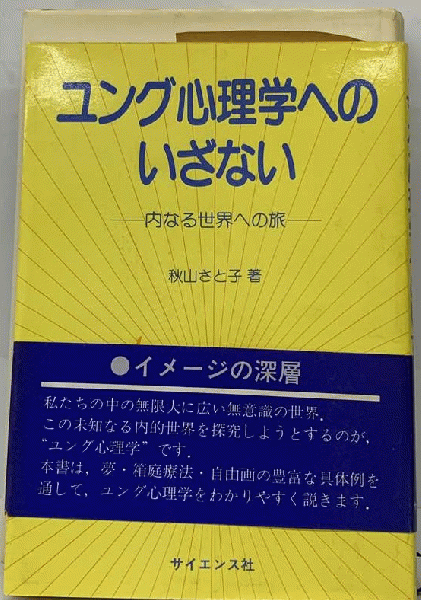 ユング心理学への
いざない
―内なる世界への旅―
秋山さと子 著
●イメージの深層
私たちの中の無限大に広い無意識の世界.
この未知なる内的世界を探究しようとするのが,
“ユング心理学”です.
本書は, 夢・箱庭療法・自由画の豊富な具体例を
通して, ユング心理学をわかりやすく説きます.
サイエンス社